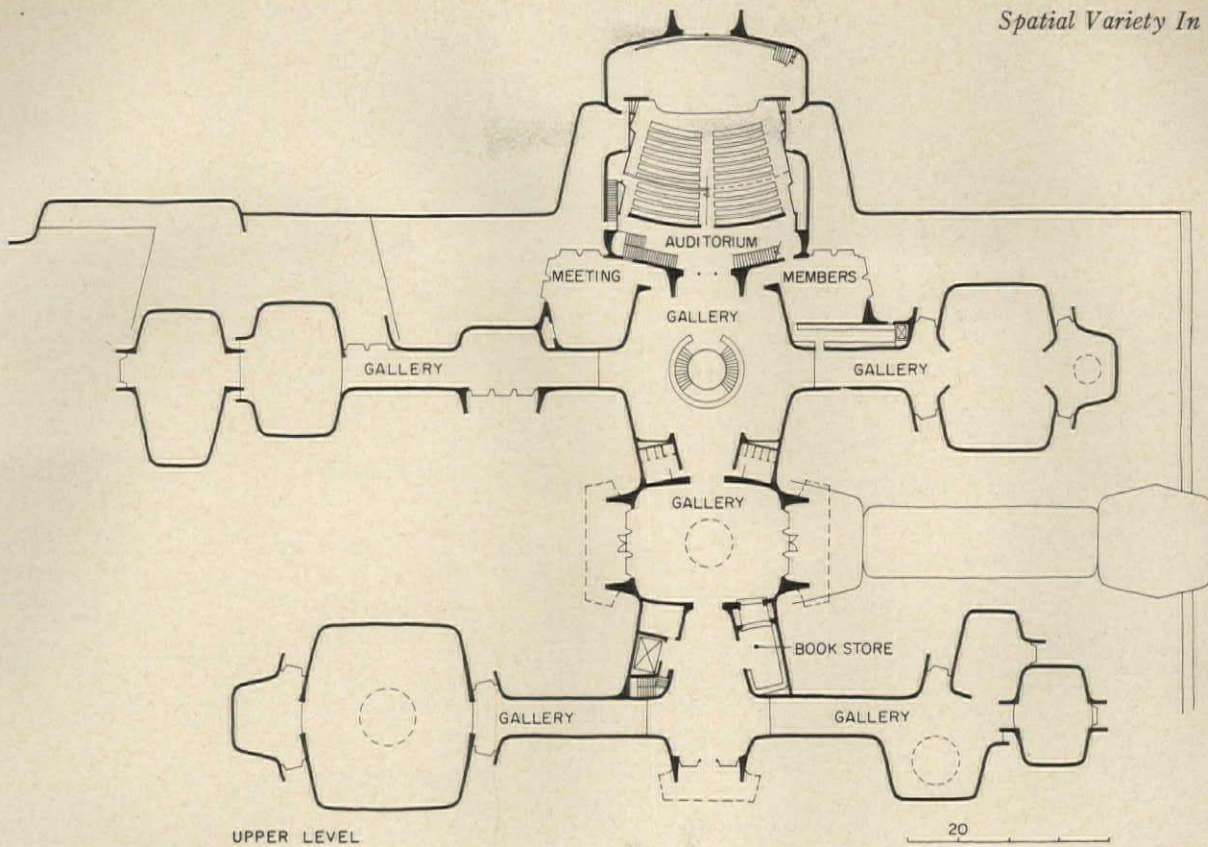 Spatial Variety In
AUDITORIUM
MEETING
MEMBERS
GALLERY
GALLERY
GALLERY
GALLERY
BOOK STORE
GALLERY
GALLERY
UPPER LEVEL
20